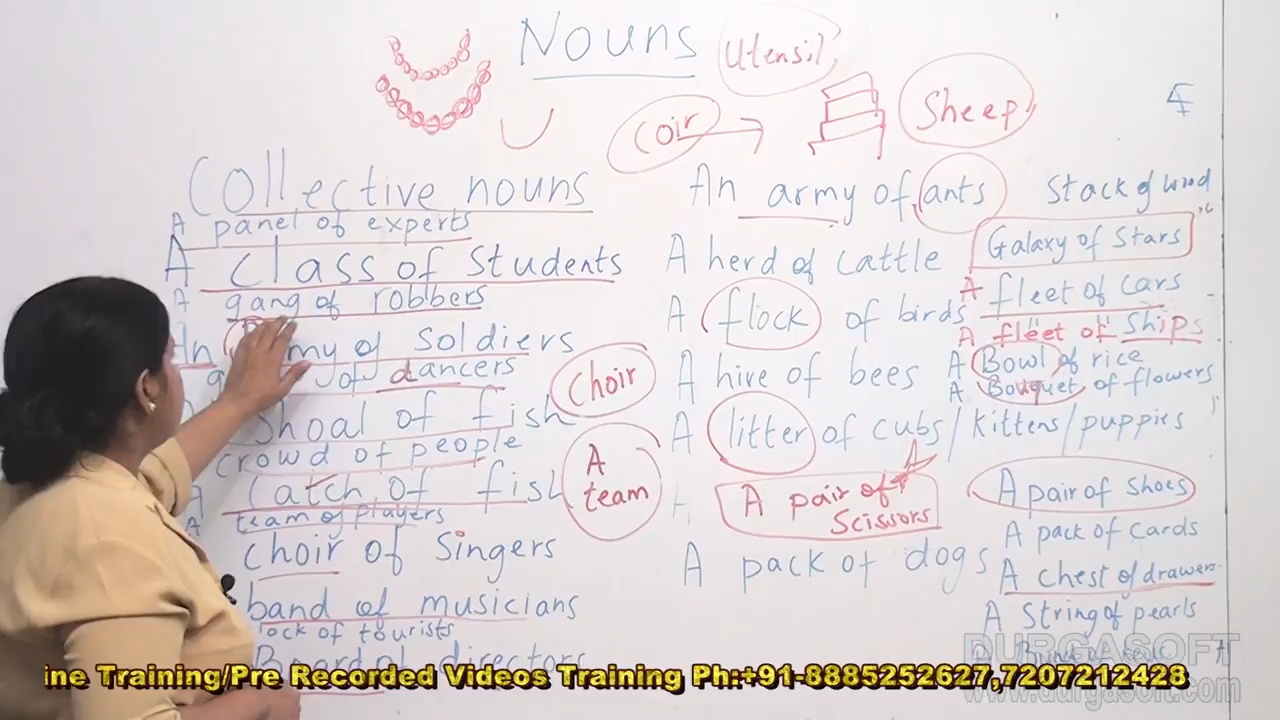 Nouns
Utensil
Coir
Sheep
Collective nouns
A panel of experts
A Class of Students
A gang of robbers
An my of Soldiers
of dancers
Shoal of fish
crowd of people
A Catch of fish
A team of players
choir of Singers
band of musicians
lock of tourists
Board of directors
Choir
A
team
An army of ants
A herd of cattle
A flock of birds
A hive of bees
A litter of cubs/kittens/puppies
A pair of
Scissors
A pack of dogs
Stack of wood
Galaxy of Stars
A fleet of cars
A fleet of Ships
A Bowl of rice
A Bouquet of flowers
A pair of shoes
A pack of cards
A chest of drawers
A String of pearls
DURGASOFT
www.durgasoft.com
ine Training/Pre Recorded Videos Training Ph:+91-8885252627,7207212428